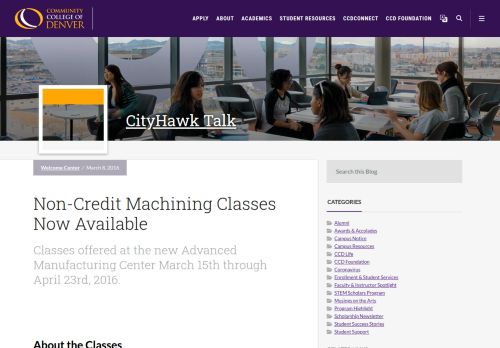 COMMUNITY
COLLEGE OF
DENVER
APPLY ABOUT ACADEMICS STUDENT RESOURCES CCDCONNECT CCD FOUNDATION
CityHawk Talk
Welcome Center / March 8, 2016
Search this Blog
Non-Credit Machining Classes
Now Available
Classes offered at the new Advanced
Manufacturing Center March 15th through
April 23rd, 2016.
About the Classes
CATEGORIES
Alumni
Awards & Accolades
Campus Notice
Campus Resources
CCD Life
CCD Foundation
Coronavirus
Enrollment & Student Services
Faculty & Instructor Spotlight
STEM Scholars Program
Musings on the Arts
Program Highlight
Scholarship Newsletter
Student Success Stories
Student Support